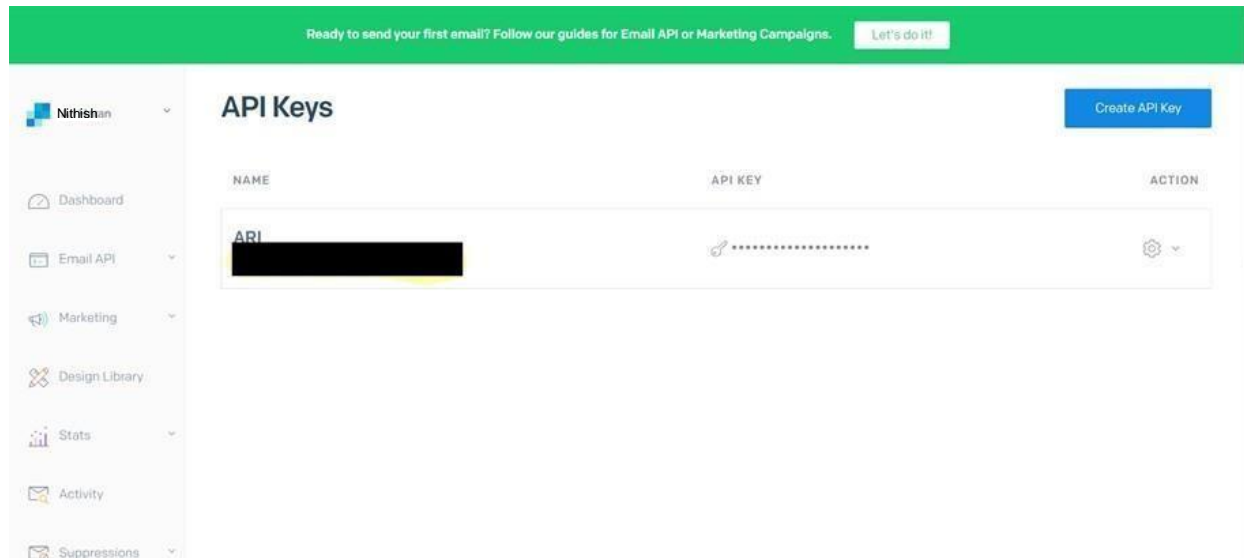 Ready to send your first email? Follow our guides for Email API or Marketing Campaigns.
Let's do it!
Nithishan
API Keys
Create API Key
NAME
API KEY
ACTION
Dashboard
ARI
********************
Email API
Marketing
Design Library
Stats
Activity
Suppressions